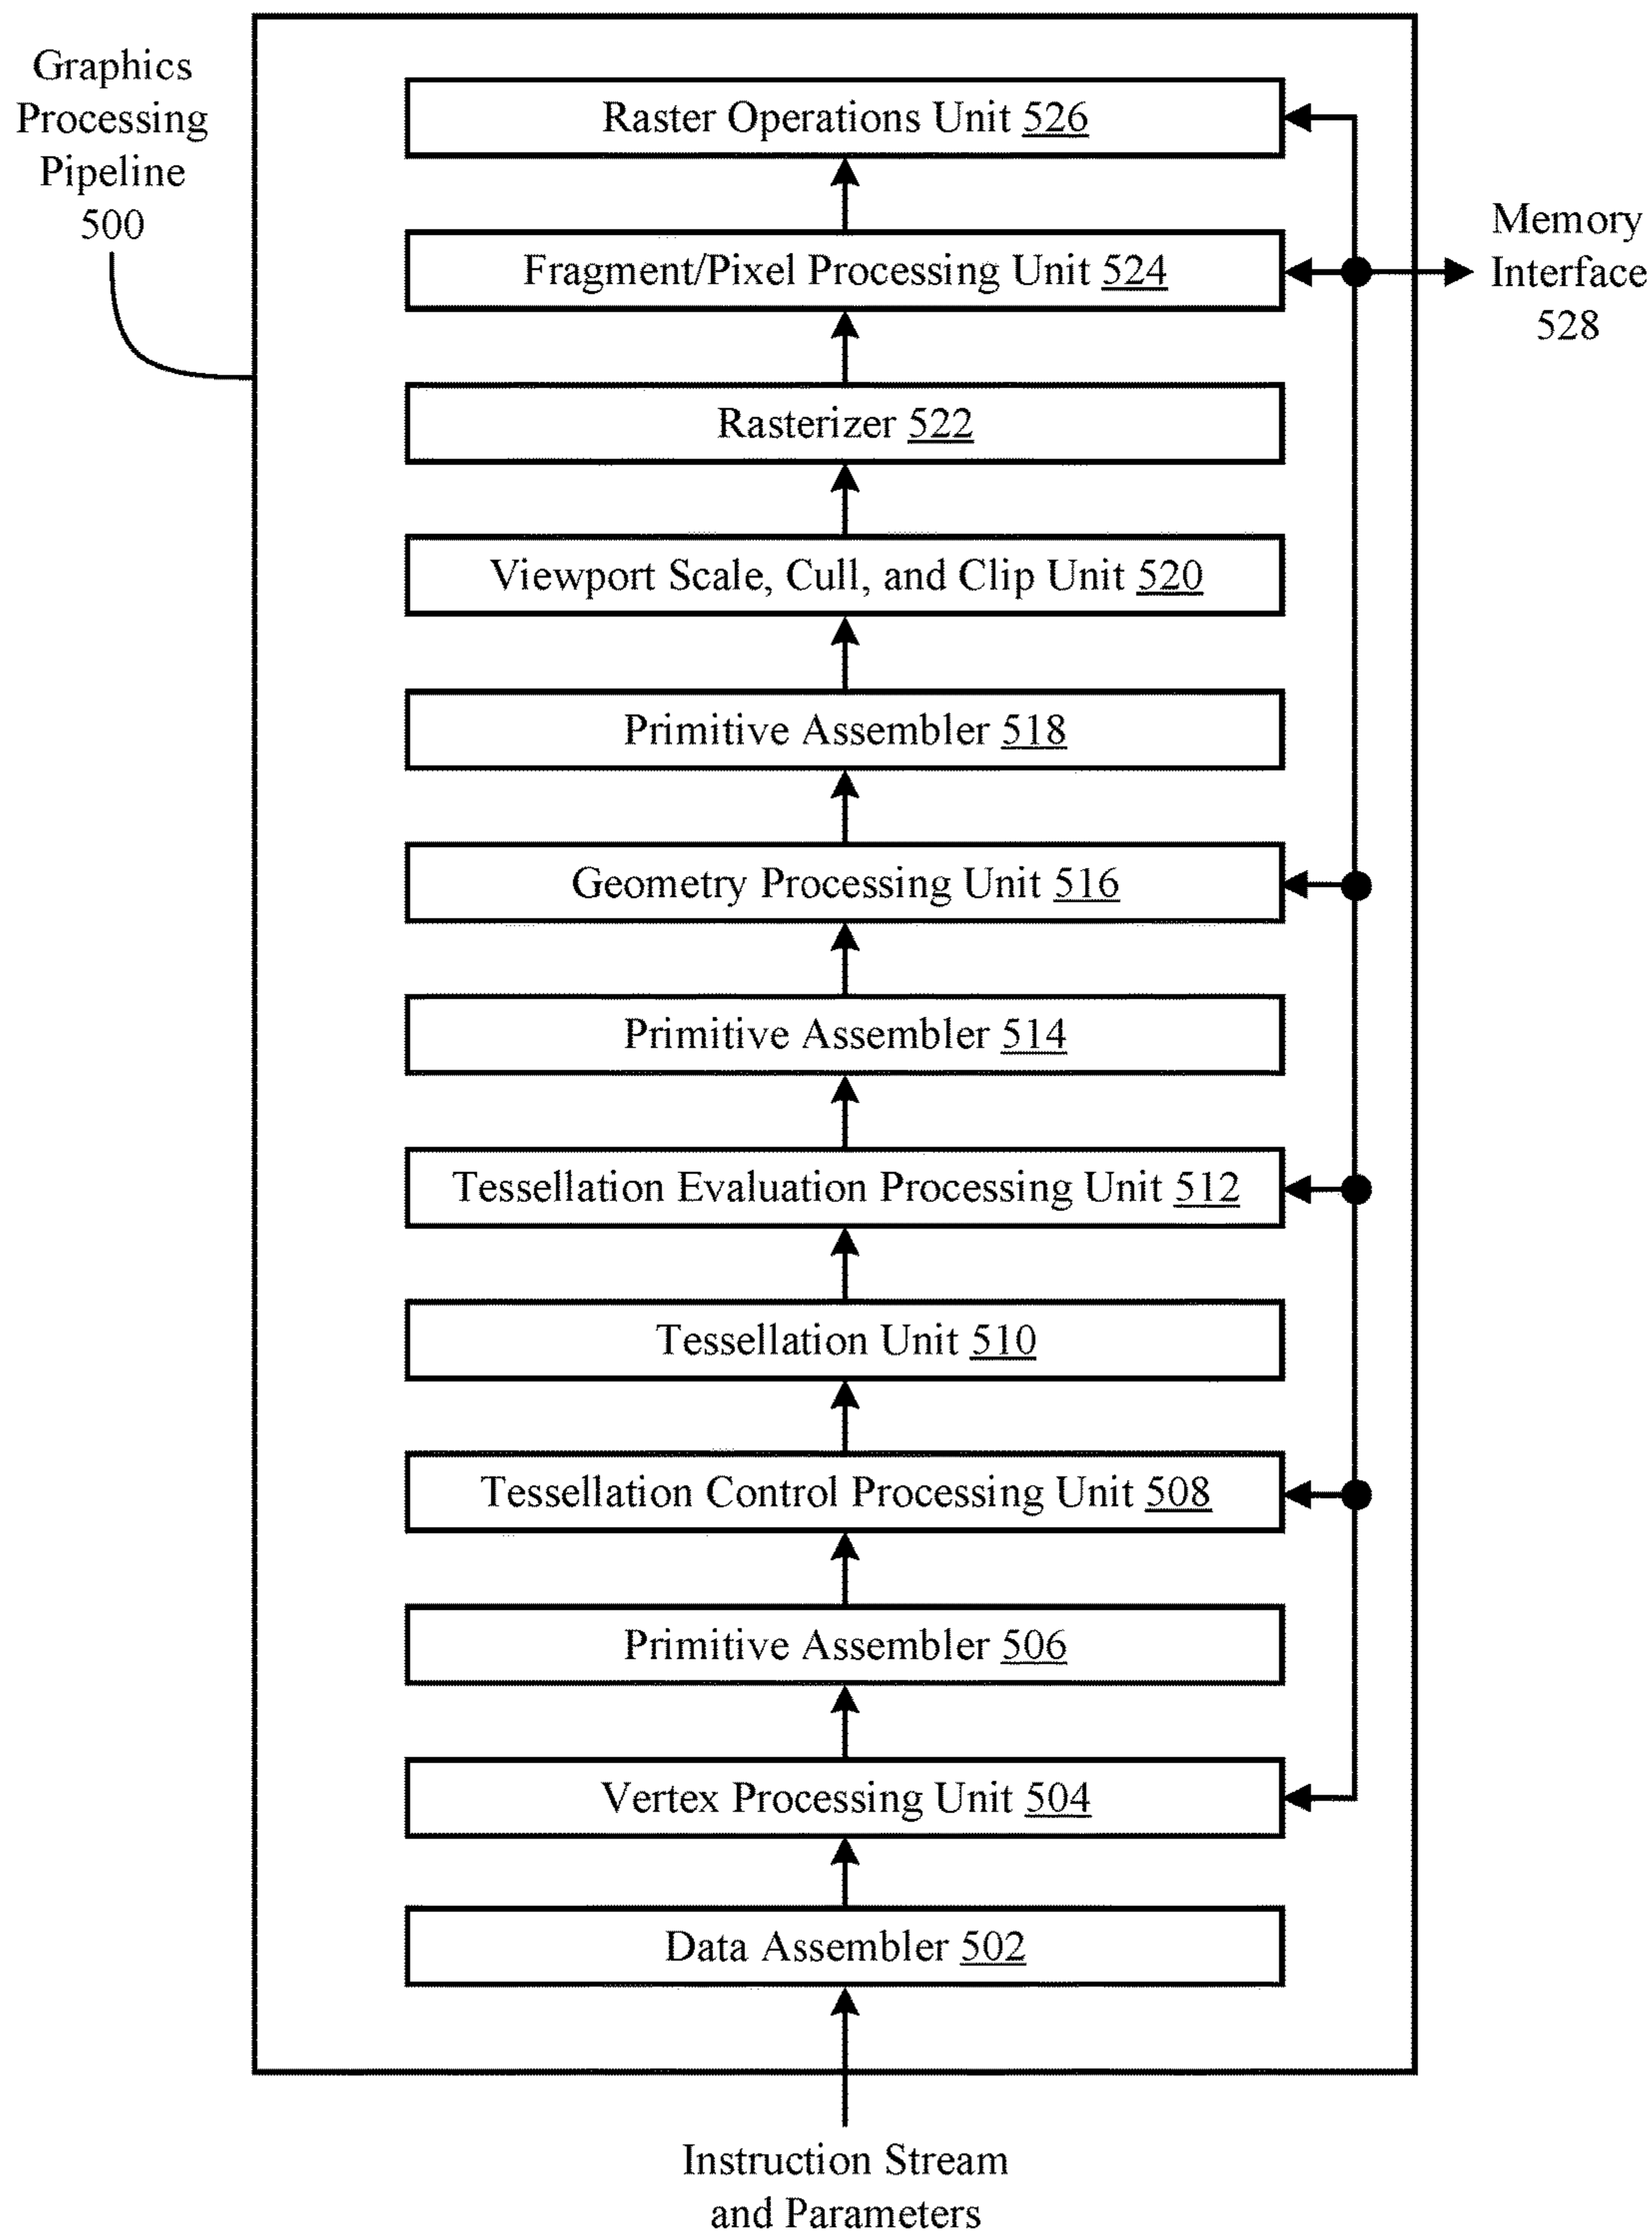 Graphics
Processing
Pipeline
500
Raster Operations Unit 526
Fragment/Pixel Processing Unit 524
Memory
Interface
528
Rasterizer 522
Viewport Scale, Cull, and Clip Unit 520
Primitive Assembler 518
Geometry Processing Unit 516
Primitive Assembler 514
Tessellation Evaluation Processing Unit 512
Tessellation Unit 510
Tessellation Control Processing Unit 508
Primitive Assembler 506
Vertex Processing Unit 504
Data Assembler 502
Instruction Stream
and Parameters